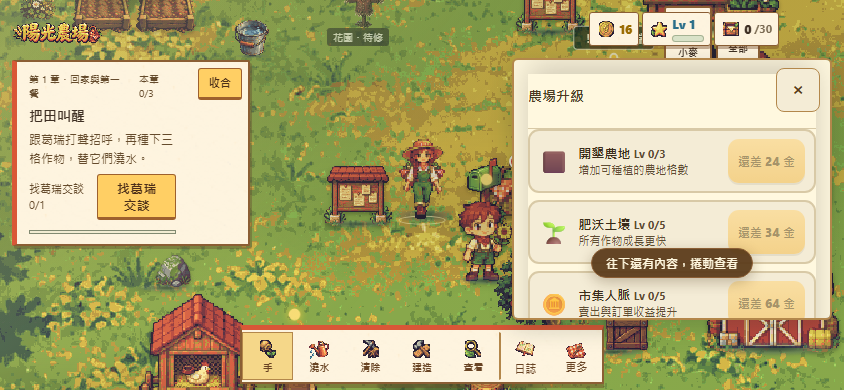 陽光農場
花圃 · 待修
16
Lv 1
0 /30
小麥
全部
第 1 章 · 回家與第一餐
本章 0/3
收合
把田叫醒
跟葛瑞打聲招呼，再種下三
格作物，替它們澆水。
找葛瑞交談
0/1
找葛瑞
交談
農場升級
×
開墾農地 Lv 0/3
增加可種植的農地格數
還差 24 金
肥沃土壤 Lv 0/5
所有作物成長更快
還差 34 金
往下還有內容，捲動查看
市集人脈 Lv 0/5
賣出與訂單收益提升
還差 64 金
手
澆水
清除
建造
查看
日誌
更多